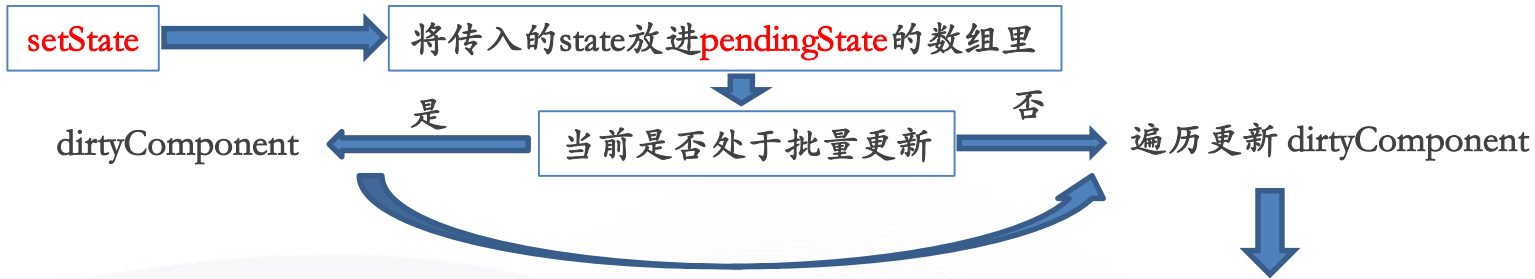 setState
将传入的state放进pendingState的数组里
是
否
dirtyComponent
当前是否处于批量更新
遍历更新 dirtyComponent